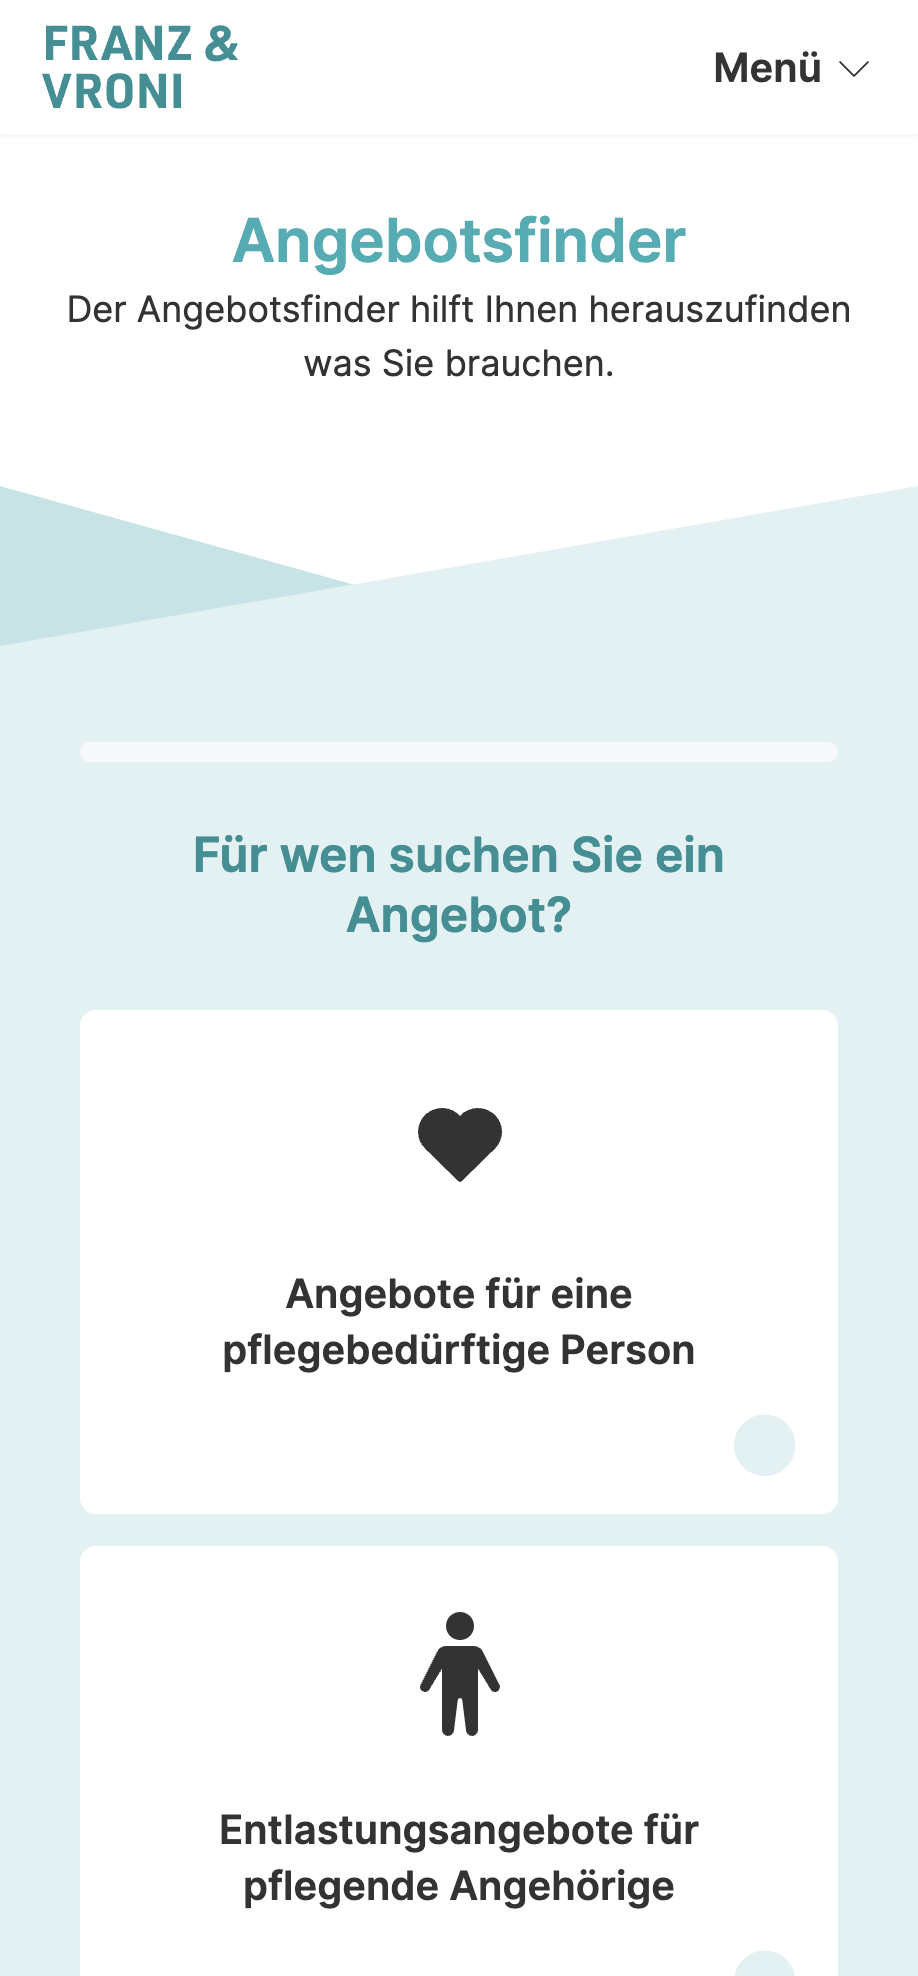 FRANZ &
VRONI
Menü
Angebotsfinder
Der Angebotsfinder hilft Ihnen herauszufinden
was Sie brauchen.
Für wen suchen Sie ein
Angebot?
Angebote für eine
pflegebedürftige Person
Entlastungsangebote für
pflegende Angehörige